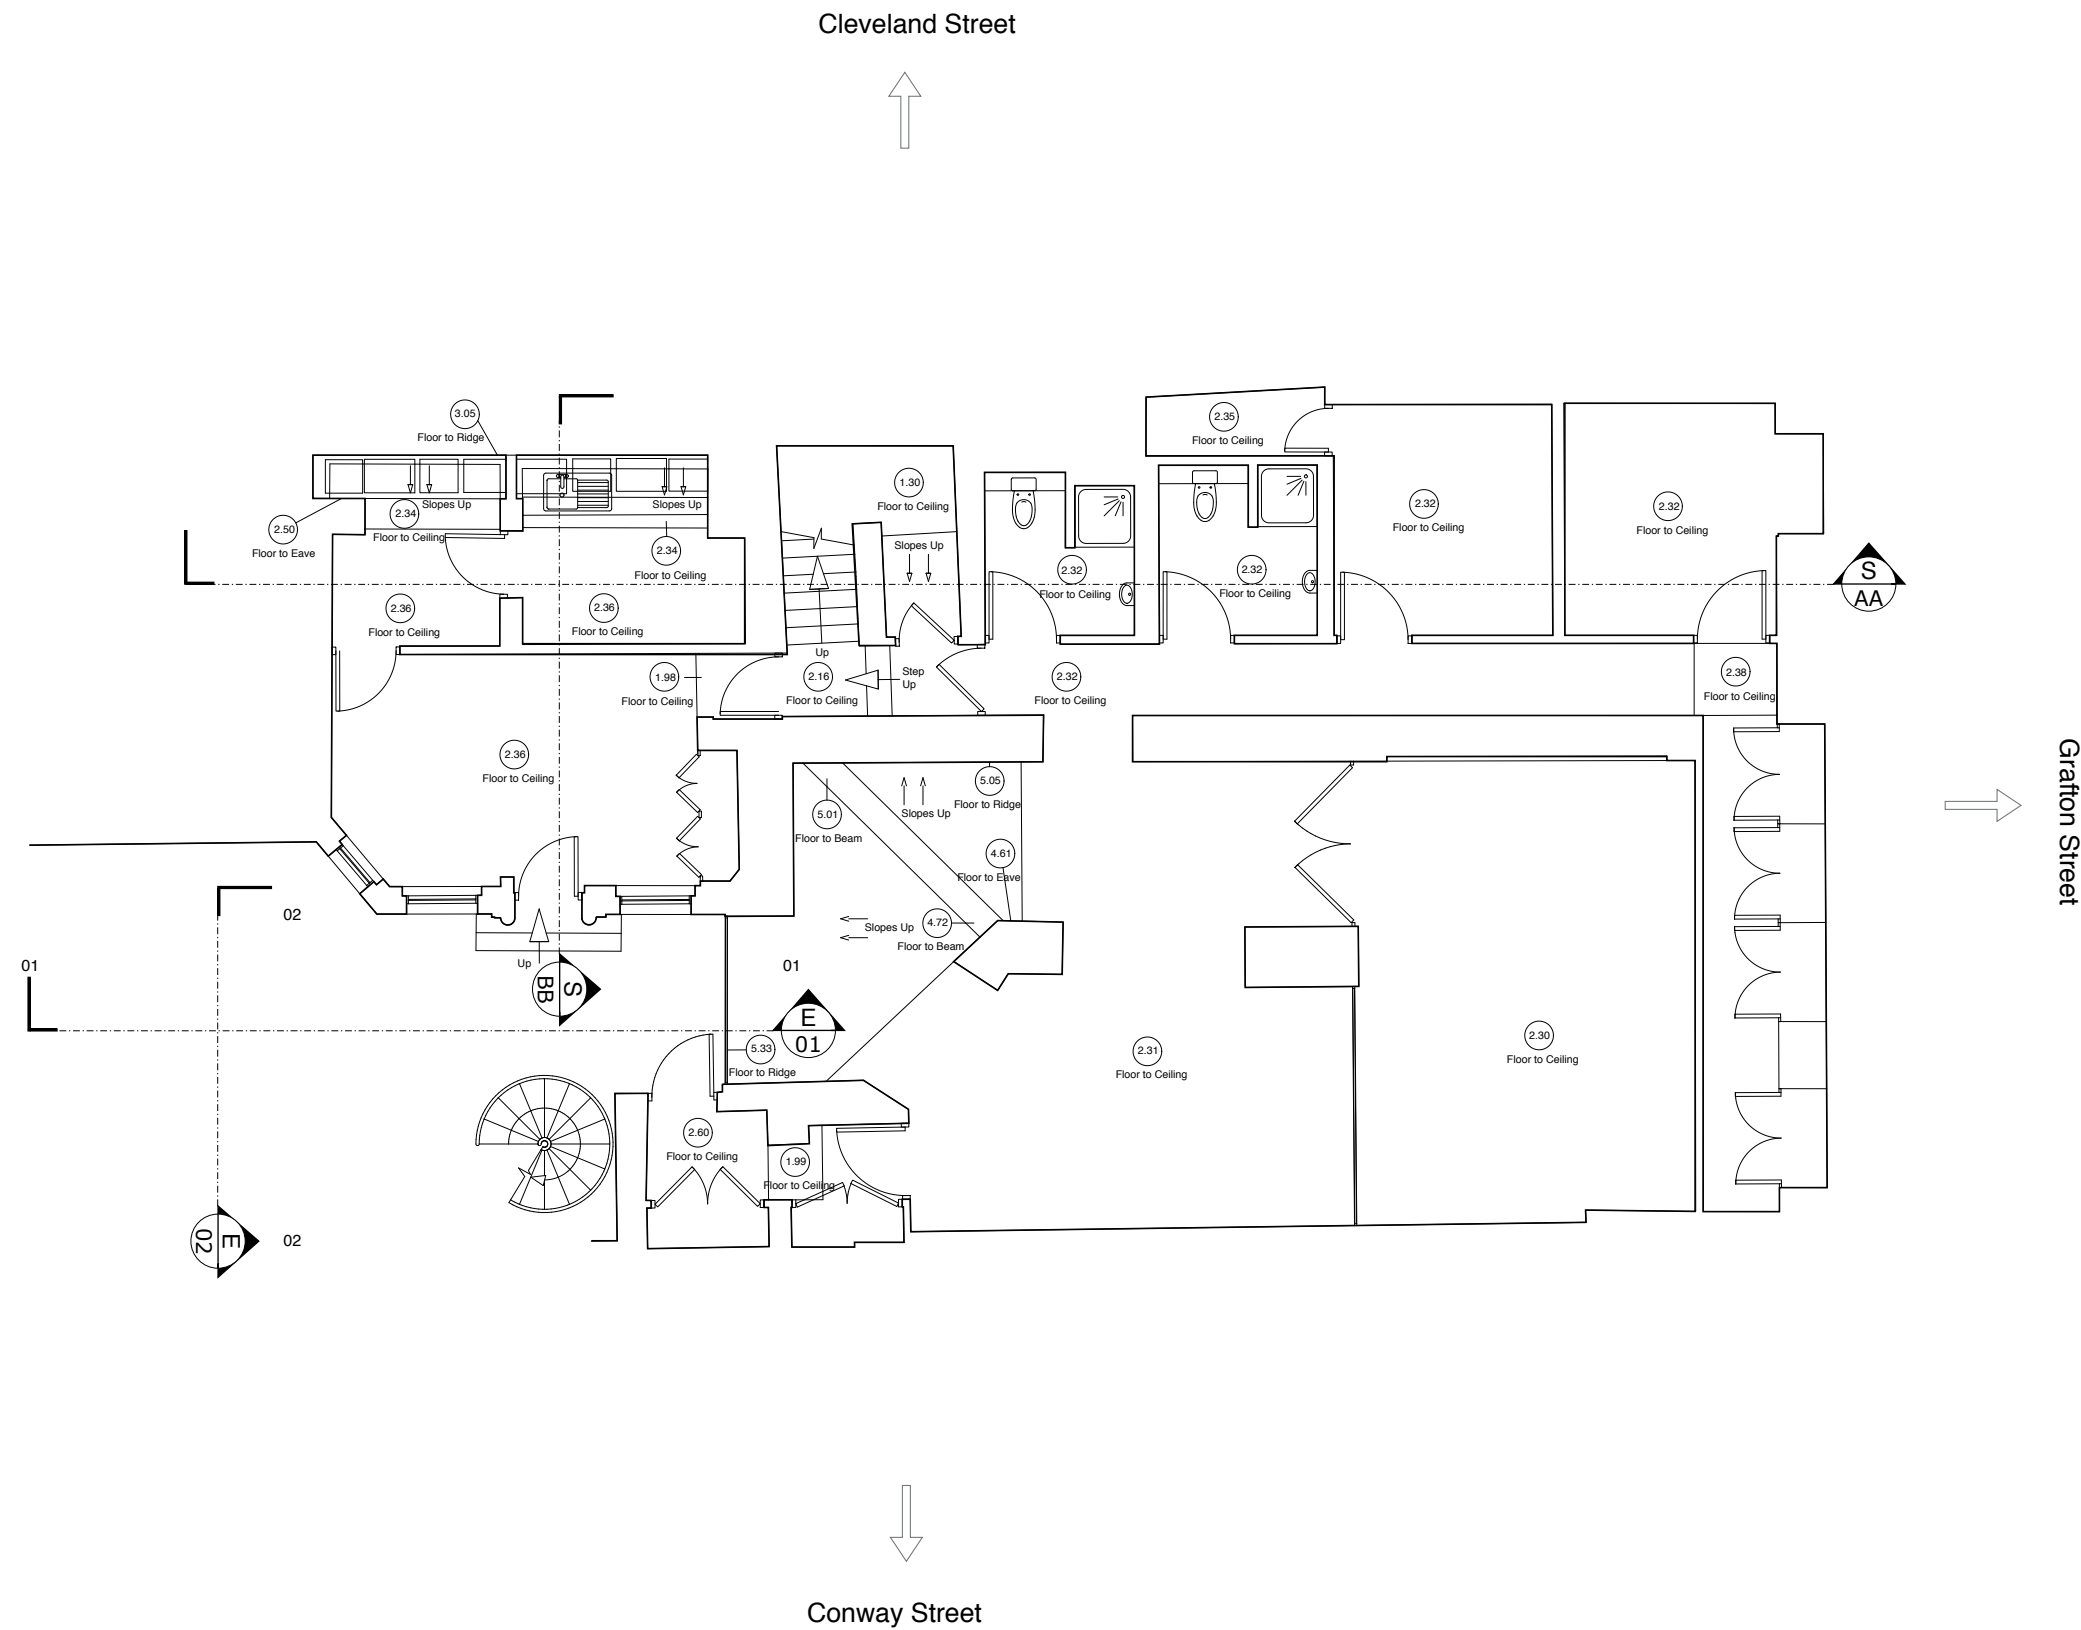 Cleveland Street
3.05
Floor to Ridge
Slopes Up
2.50
Floor to Eave
2.34
Floor to Ceiling
Slopes Up
2.34
Floor to Ceiling
2.36
Floor to Ceiling
2.36
Floor to Ceiling
1.30
Floor to Ceiling
Slopes Up
Up
2.35
Floor to Ceiling
2.32
Floor to Ceiling
2.32
Floor to Ceiling
2.32
Floor to Ceiling
2.32
Floor to Ceiling
S
AA
1.98
Floor to Ceiling
2.16
Floor to Ceiling
Step
Up
2.32
Floor to Ceiling
2.38
Floor to Ceiling
2.36
Floor to Ceiling
5.01
Floor to Beam
Slopes Up
5.05
Floor to Ridge
4.61
Floor to Eave
Slopes Up
4.72
Floor to Beam
Grafton Street
02
01
Up
S
BB
01
E
01
5.33
Floor to Ridge
2.31
Floor to Ceiling
2.30
Floor to Ceiling
2.60
Floor to Ceiling
1.99
Floor to Ceiling
E
02
02
Conway Street